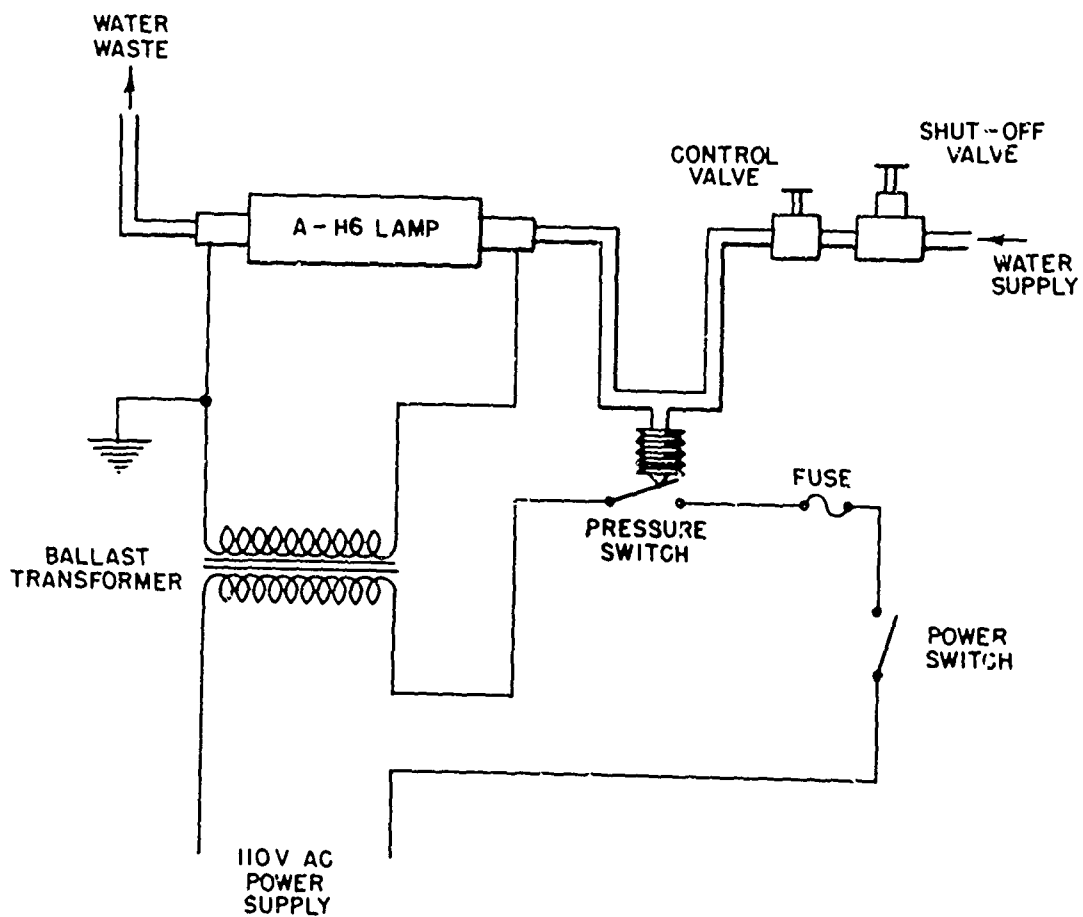 WATER
WASTE
SHUT-OFF
VALVE
CONTROL
VALVE
A-H6 LAMP
WATER
SUPPLY
FUSE
PRESSURE
SWITCH
BALLAST
TRANSFORMER
POWER
SWITCH
110V AC
POWER
SUPPLY